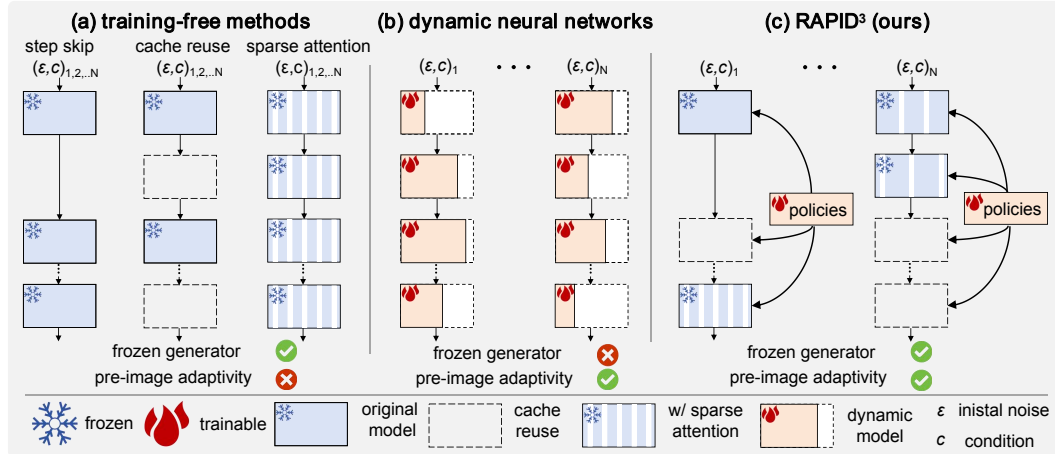 (a) training-free methods
step skip cache reuse sparse attention
(ε,c)1,2,..N (ε,c)1,2,..N (ε,c)1,2,..N
frozen generator
pre-image adaptivity
(b) dynamic neural networks
(ε,c)1 • • • (ε,c)N
frozen generator
pre-image adaptivity
(c) RAPID³ (ours)
(ε,c)1 • • • (ε,c)N
policies policies
frozen generator
pre-image adaptivity
frozen
trainable
original
model
cache
reuse
w/ sparse
attention
dynamic
model
ε inistal noise
c condition